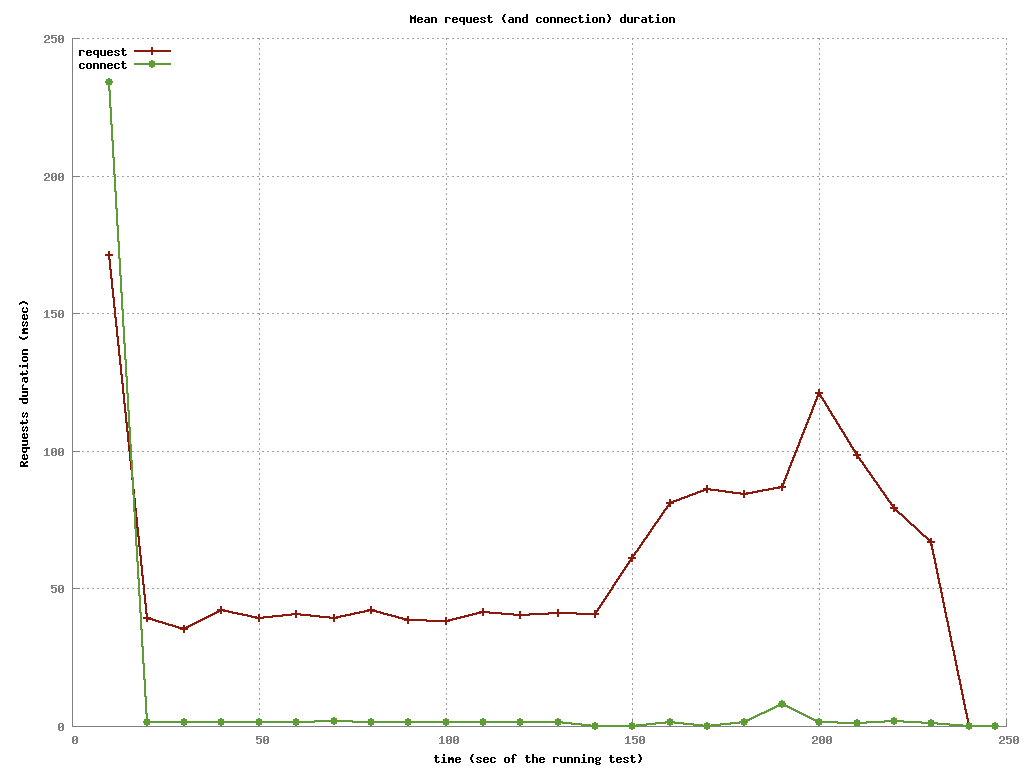 Mean request (and connection) duration
250
request
connect
200
150
Requests duration (msec)
100
50
0
0 50 100 150 200 250
time (sec of the running test)